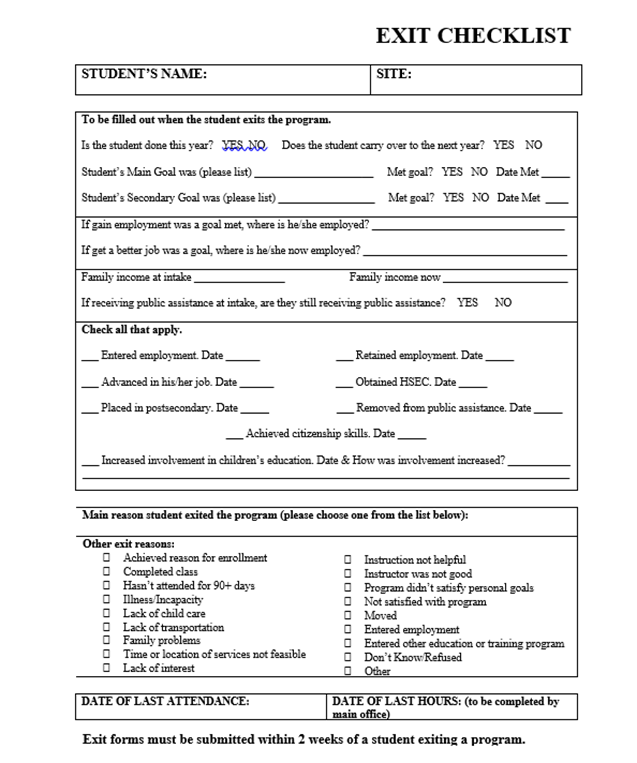 EXIT CHECKLIST
STUDENT'S NAME: SITE:
To be filled out when the student exits the program.
Is the student done this year? YES NO Does the student carry over to the next year? YES NO
Student's Main Goal was (please list) ____________________ Met goal? YES NO Date Met _____
Student's Secondary Goal was (please list) ________________ Met goal? YES NO Date Met ____
If gain employment was a goal met, where is he/she employed? ________________________________
If get a better job was a goal, where is he/she now employed? __________________________________
Family income at intake _______________ Family income now _____________________
If receiving public assistance at intake, are they still receiving public assistance? YES NO
Check all that apply.
___ Entered employment. Date ______ ___ Retained employment. Date _____
___ Advanced in his/her job. Date ______ ___ Obtained HSEC. Date _____
___ Placed in postsecondary. Date _____ ___ Removed from public assistance. Date _____
___ Achieved citizenship skills. Date _____
___ Increased involvement in children's education. Date & How was involvement increased? ___________
Main reason student exited the program (please choose one from the list below):
Other exit reasons:
☐ Achieved reason for enrollment
☐ Completed class
☐ Hasn't attended for 90+ days
☐ Illness/Incapacity
☐ Lack of child care
☐ Lack of transportation
☐ Family problems
☐ Time or location of services not feasible
☐ Lack of interest
☐ Instruction not helpful
☐ Instructor was not good
☐ Program didn't satisfy personal goals
☐ Not satisfied with program
☐ Moved
☐ Entered employment
☐ Entered other education or training program
☐ Don't Know/Refused
☐ Other
DATE OF LAST ATTENDANCE:
DATE OF LAST HOURS: (to be completed by
main office)
Exit forms must be submitted within 2 weeks of a student exiting a program.